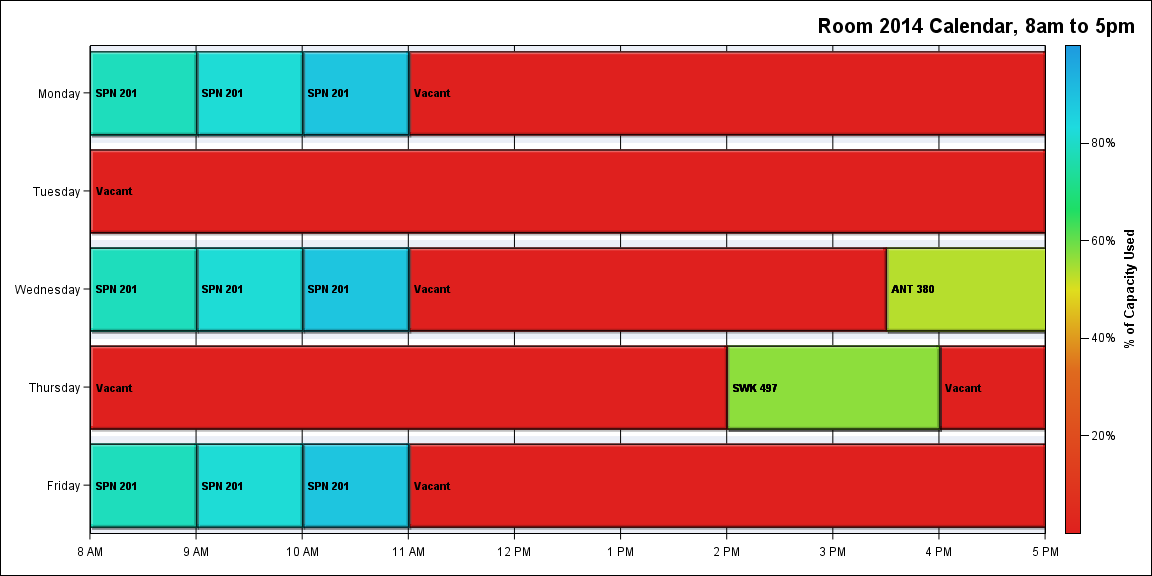 Room 2014 Calendar, 8am to 5pm
Monday
SPN 201
SPN 201
SPN 201
Vacant
Tuesday
Vacant
Wednesday
SPN 201
SPN 201
SPN 201
Vacant
ANT 380
Thursday
Vacant
SWK 497
Vacant
Friday
SPN 201
SPN 201
SPN 201
Vacant
8 AM
9 AM
10 AM
11 AM
12 PM
1 PM
2 PM
3 PM
4 PM
5 PM
80%
60%
40%
20%
% of Capacity Used